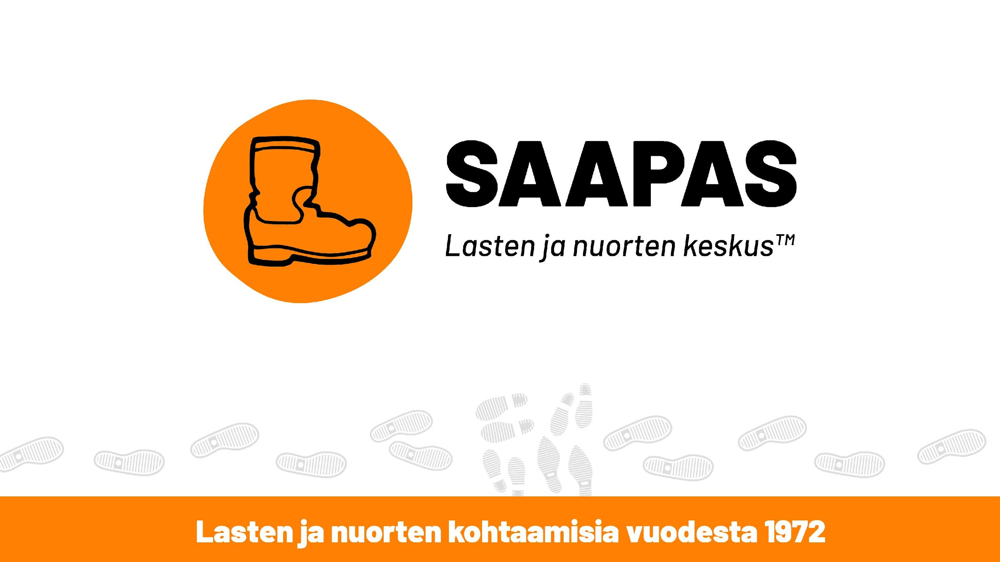 SAAPAS
Lasten ja nuorten keskus™
Lasten ja nuorten kohtaamisia vuodesta 1972